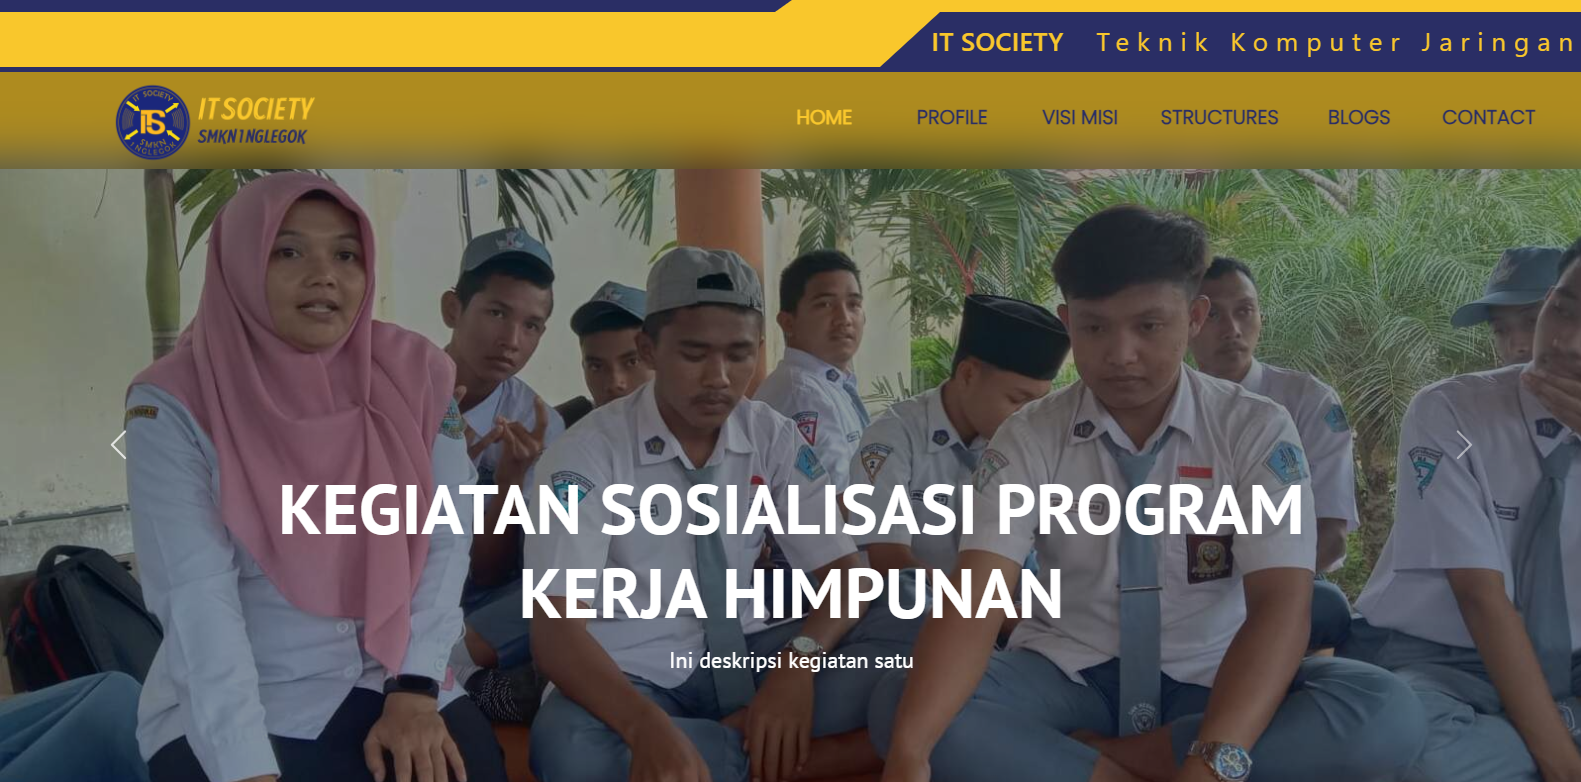 IT SOCIETY Teknik Komputer Jaringan
IT SOCIETY
SMKN 1 NGLEGOK
ITS
IT SOCIETY
SMKN
1 NGLEGOK
HOME PROFILE VISI MISI STRUCTURES BLOGS CONTACT
KEGIATAN SOSIALISASI PROGRAM
KERJA HIMPUNAN
Ini deskripsi kegiatan satu